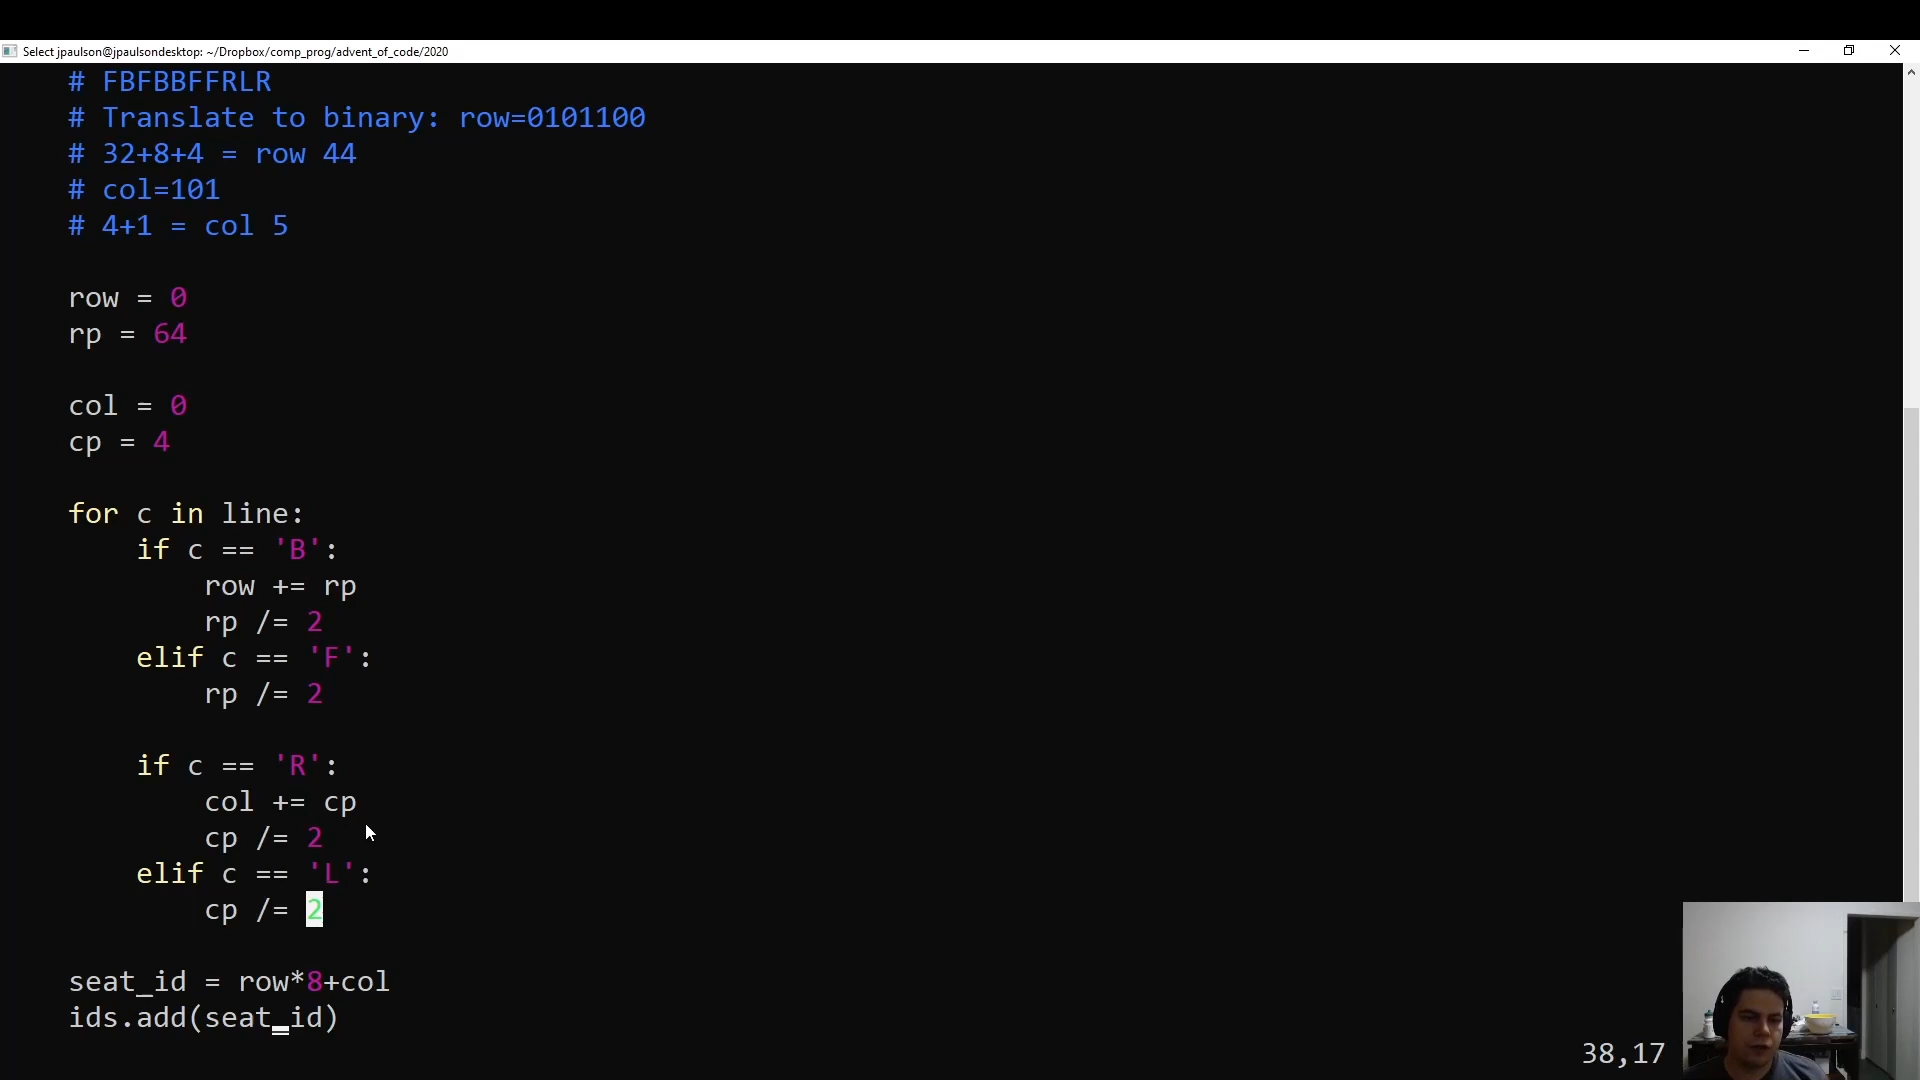 Select jpaulson@jpaulsondesktop: ~/Dropbox/comp_prog/advent_of_code/2020
# FBFBBFFRLR
# Translate to binary: row=0101100
# 32+8+4 = row 44
# col=101
# 4+1 = col 5
row = 0
rp = 64
col = 0
cp = 4
for c in line:
    if c == 'B':
        row += rp
        rp /= 2
    elif c == 'F':
        rp /= 2
    if c == 'R':
        col += cp
        cp /= 2
    elif c == 'L':
        cp /= 2
seat_id = row*8+col
ids.add(seat_id)
38,17